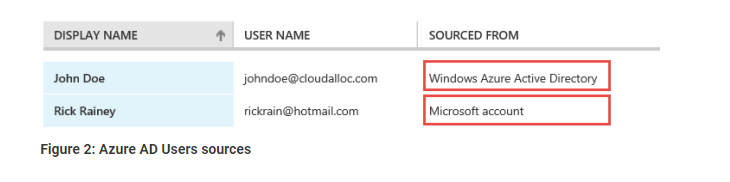 DISPLAY NAME USER NAME SOURCED FROM
John Doe johndoe@cloudalloc.com Windows Azure Active Directory
Rick Rainey rickrain@hotmail.com Microsoft account
Figure 2: Azure AD Users sources